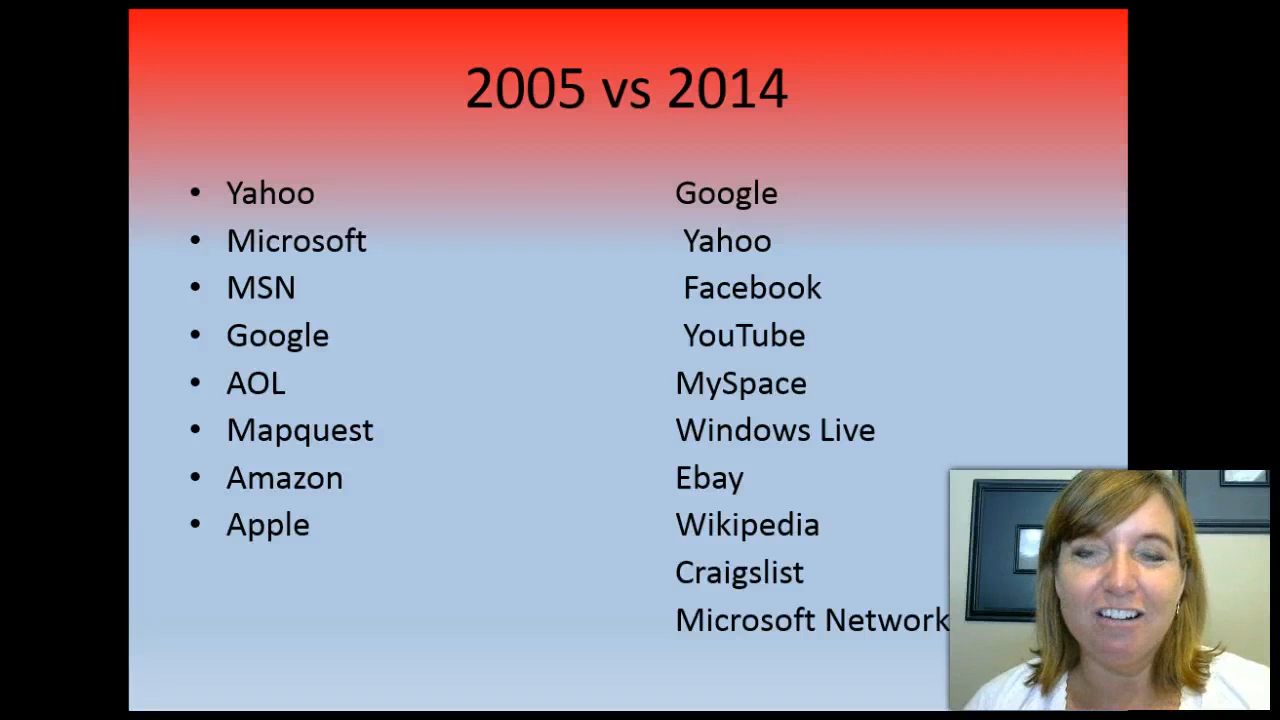 2005 vs 2014
• Yahoo
• Microsoft
• MSN
• Google
• AOL
• Mapquest
• Amazon
• Apple
Google
Yahoo
Facebook
YouTube
MySpace
Windows Live
Ebay
Wikipedia
Craigslist
Microsoft Network